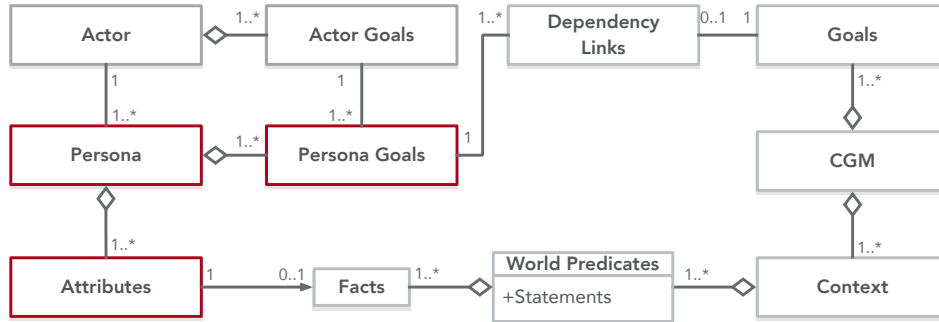 1..*
1..*
0..1
1
Actor
Actor Goals
Dependency
Links
Goals
1
1
1..*
1..*
1..*
1..*
1
Persona
Persona Goals
CGM
1..*
1..*
1
0..1
1..*
World Predicates
1..*
Attributes
Facts
+Statements
Context